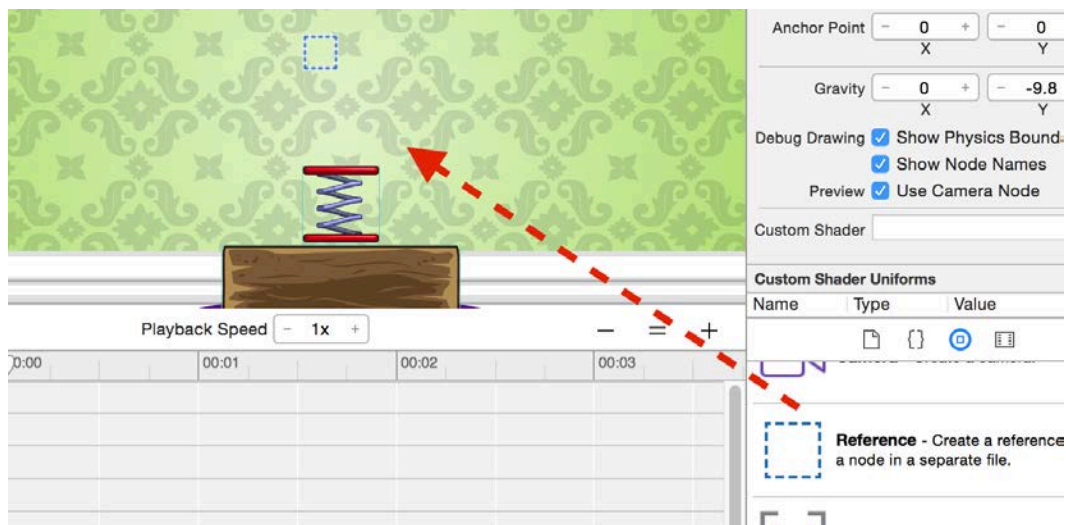 Anchor Point - 0 + - 0
X Y
Gravity - 0 + - -9.8
X Y
Debug Drawing Show Physics Bound
Show Node Names
Preview Use Camera Node
Custom Shader
Custom Shader Uniforms
Name Type Value
Playback Speed - 1x + − = +
0:00 00:01 00:02 00:03
{}
Reference - Create a reference
a node in a separate file.